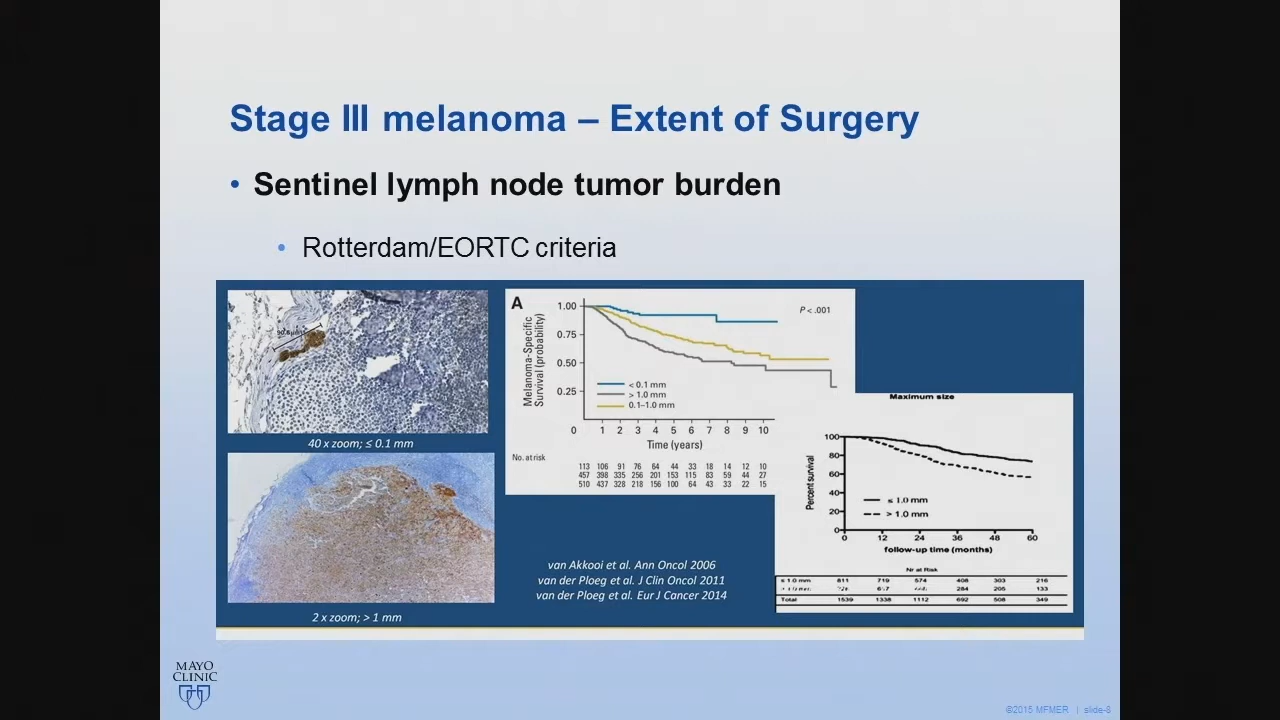 Stage III melanoma – Extent of Surgery
• Sentinel lymph node tumor burden
• Rotterdam/EORTC criteria
40 x zoom; ≤ 0.1 mm
2 x zoom; > 1 mm
A
Melanoma-Specific
Survival (probability)
1.00
0.75
0.50
0.25
P < .001
< 0.1 mm
> 1.0 mm
0.1–1.0 mm
0 1 2 3 4 5 6 7 8 9 10
Time (years)
No. at risk
113 106 91 76 64 44 33 18 14 12 10
457 398 335 256 201 153 115 83 59 44 27
510 437 328 218 156 100 64 43 33 22 15
van Akkooi et al. Ann Oncol 2006
van der Ploeg et al. J Clin Oncol 2011
van der Ploeg et al. Eur J Cancer 2014
Maximum size
Percent survival
100
80
60
40
20
0
≤ 1.0 mm
> 1.0 mm
0 12 24 36 48 60
follow-up time (months)
Nr at Risk
≤ 1.0 mm 811 719 574 408 303 216
284 205 133
Total 1539 1338 1112 692 508 349
MAYO
CLINIC
©2015 MFMER | slide-8